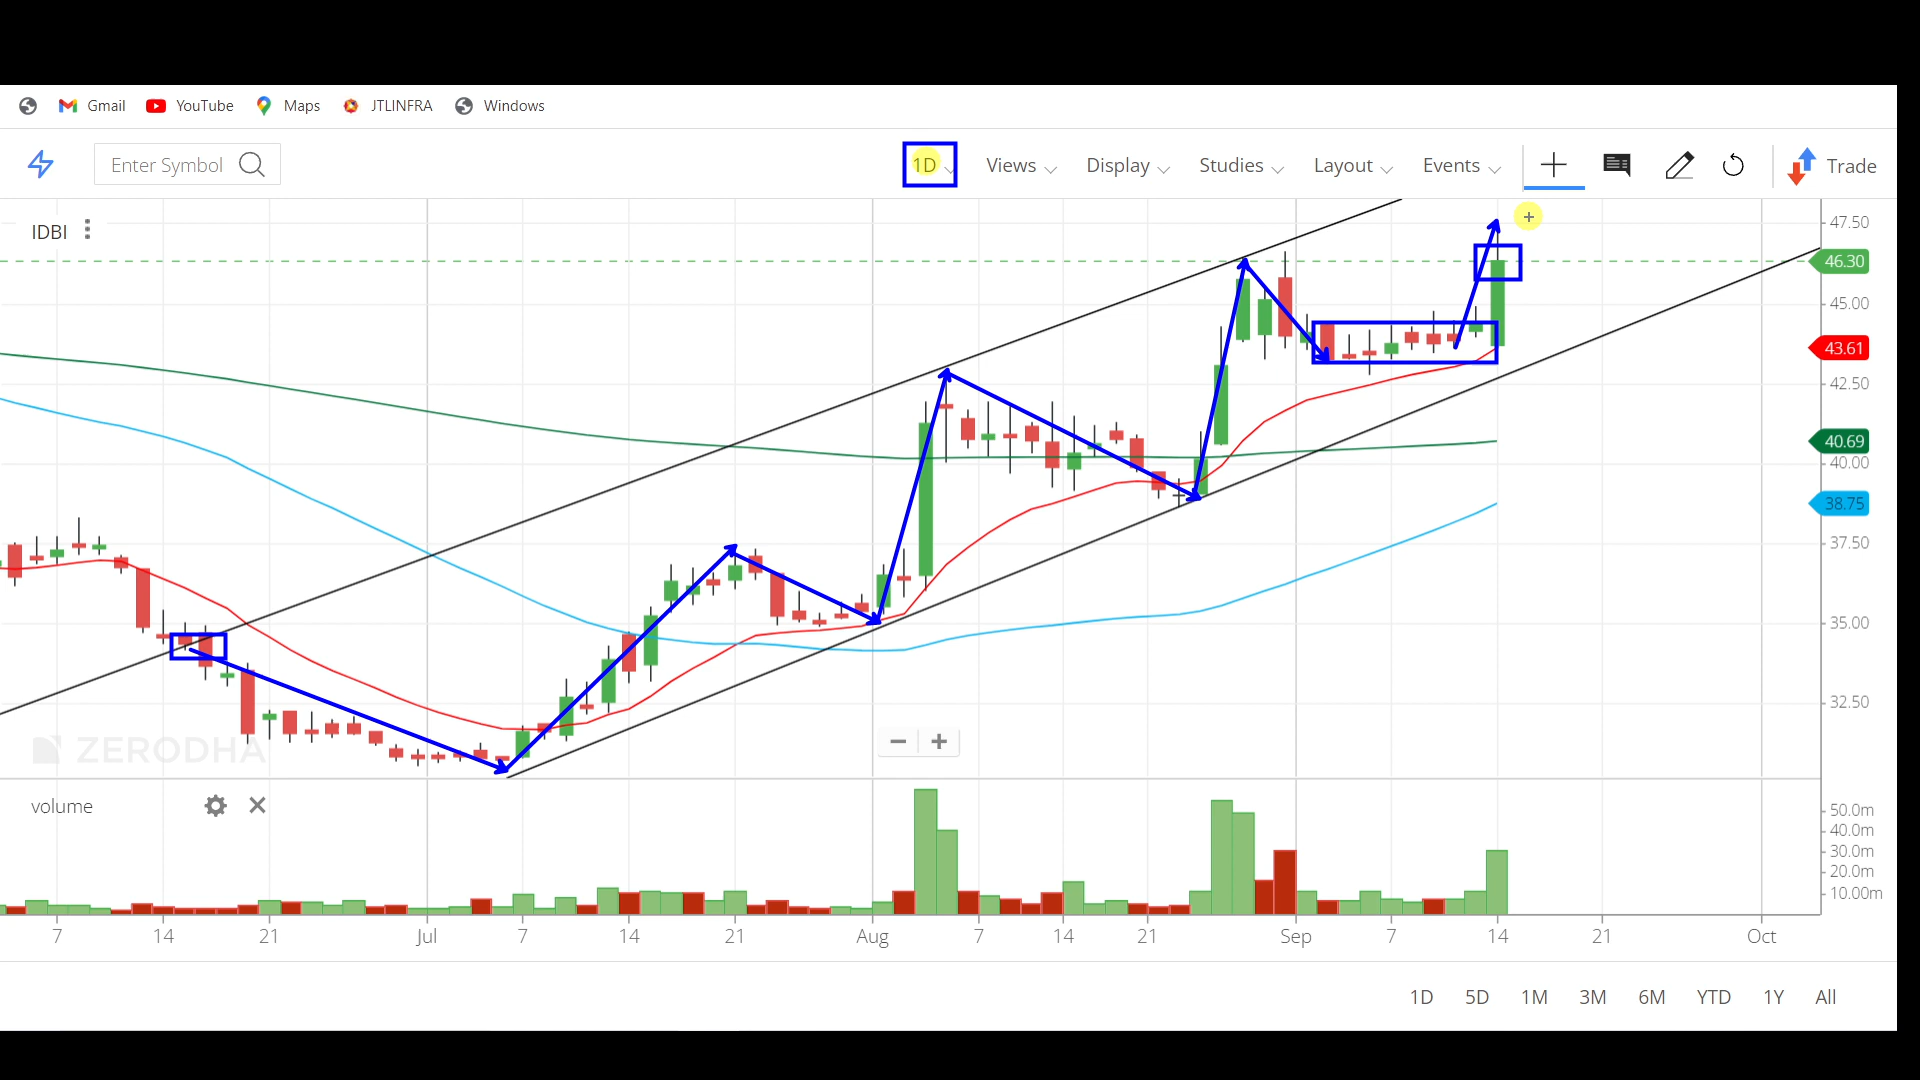 Gmail YouTube Maps JTLINFRA Windows
Enter Symbol 1D Views Display Studies Layout Events Trade
IDBI
47.50
46.30
45.00
43.61
42.50
40.69
40.00
38.75
37.50
35.00
32.50
ZERODHA
volume
50.0m
40.0m
30.0m
20.0m
10.00m
7 14 21 Jul 7 14 21 Aug 7 14 21 Sep 7 14 21 Oct
1D 5D 1M 3M 6M YTD 1Y All